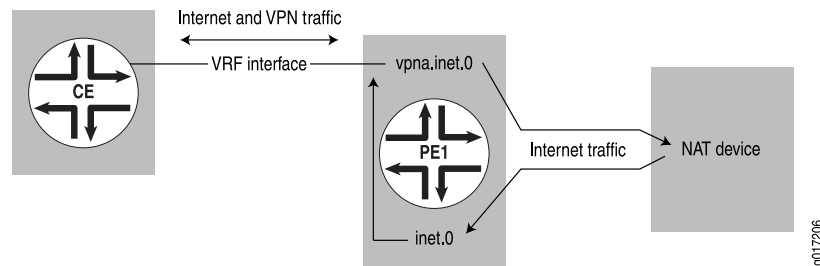 Internet and VPN traffic
VRF interface
vpna.inet.0
CE
PE1
Internet traffic
NAT device
inet.0
g017206